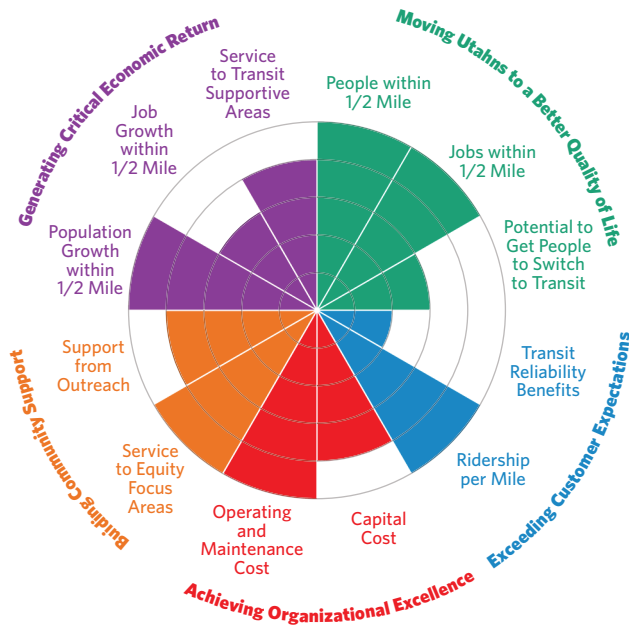 Moving Utahns to a Better Quality of Life
People within
1/2 Mile
Jobs within
1/2 Mile
Potential to
Get People
to Switch
to Transit
Exceeding Customer Expectations
Transit
Reliability
Benefits
Ridership
per Mile
Achieving Organizational Excellence
Capital
Cost
Operating
and
Maintenance
Cost
Building Community Support
Service
to Equity
Focus
Areas
Support
from
Outreach
Generating Critical Economic Return
Population
Growth
within
1/2 Mile
Job
Growth
within
1/2 Mile
Service
to Transit
Supportive
Areas